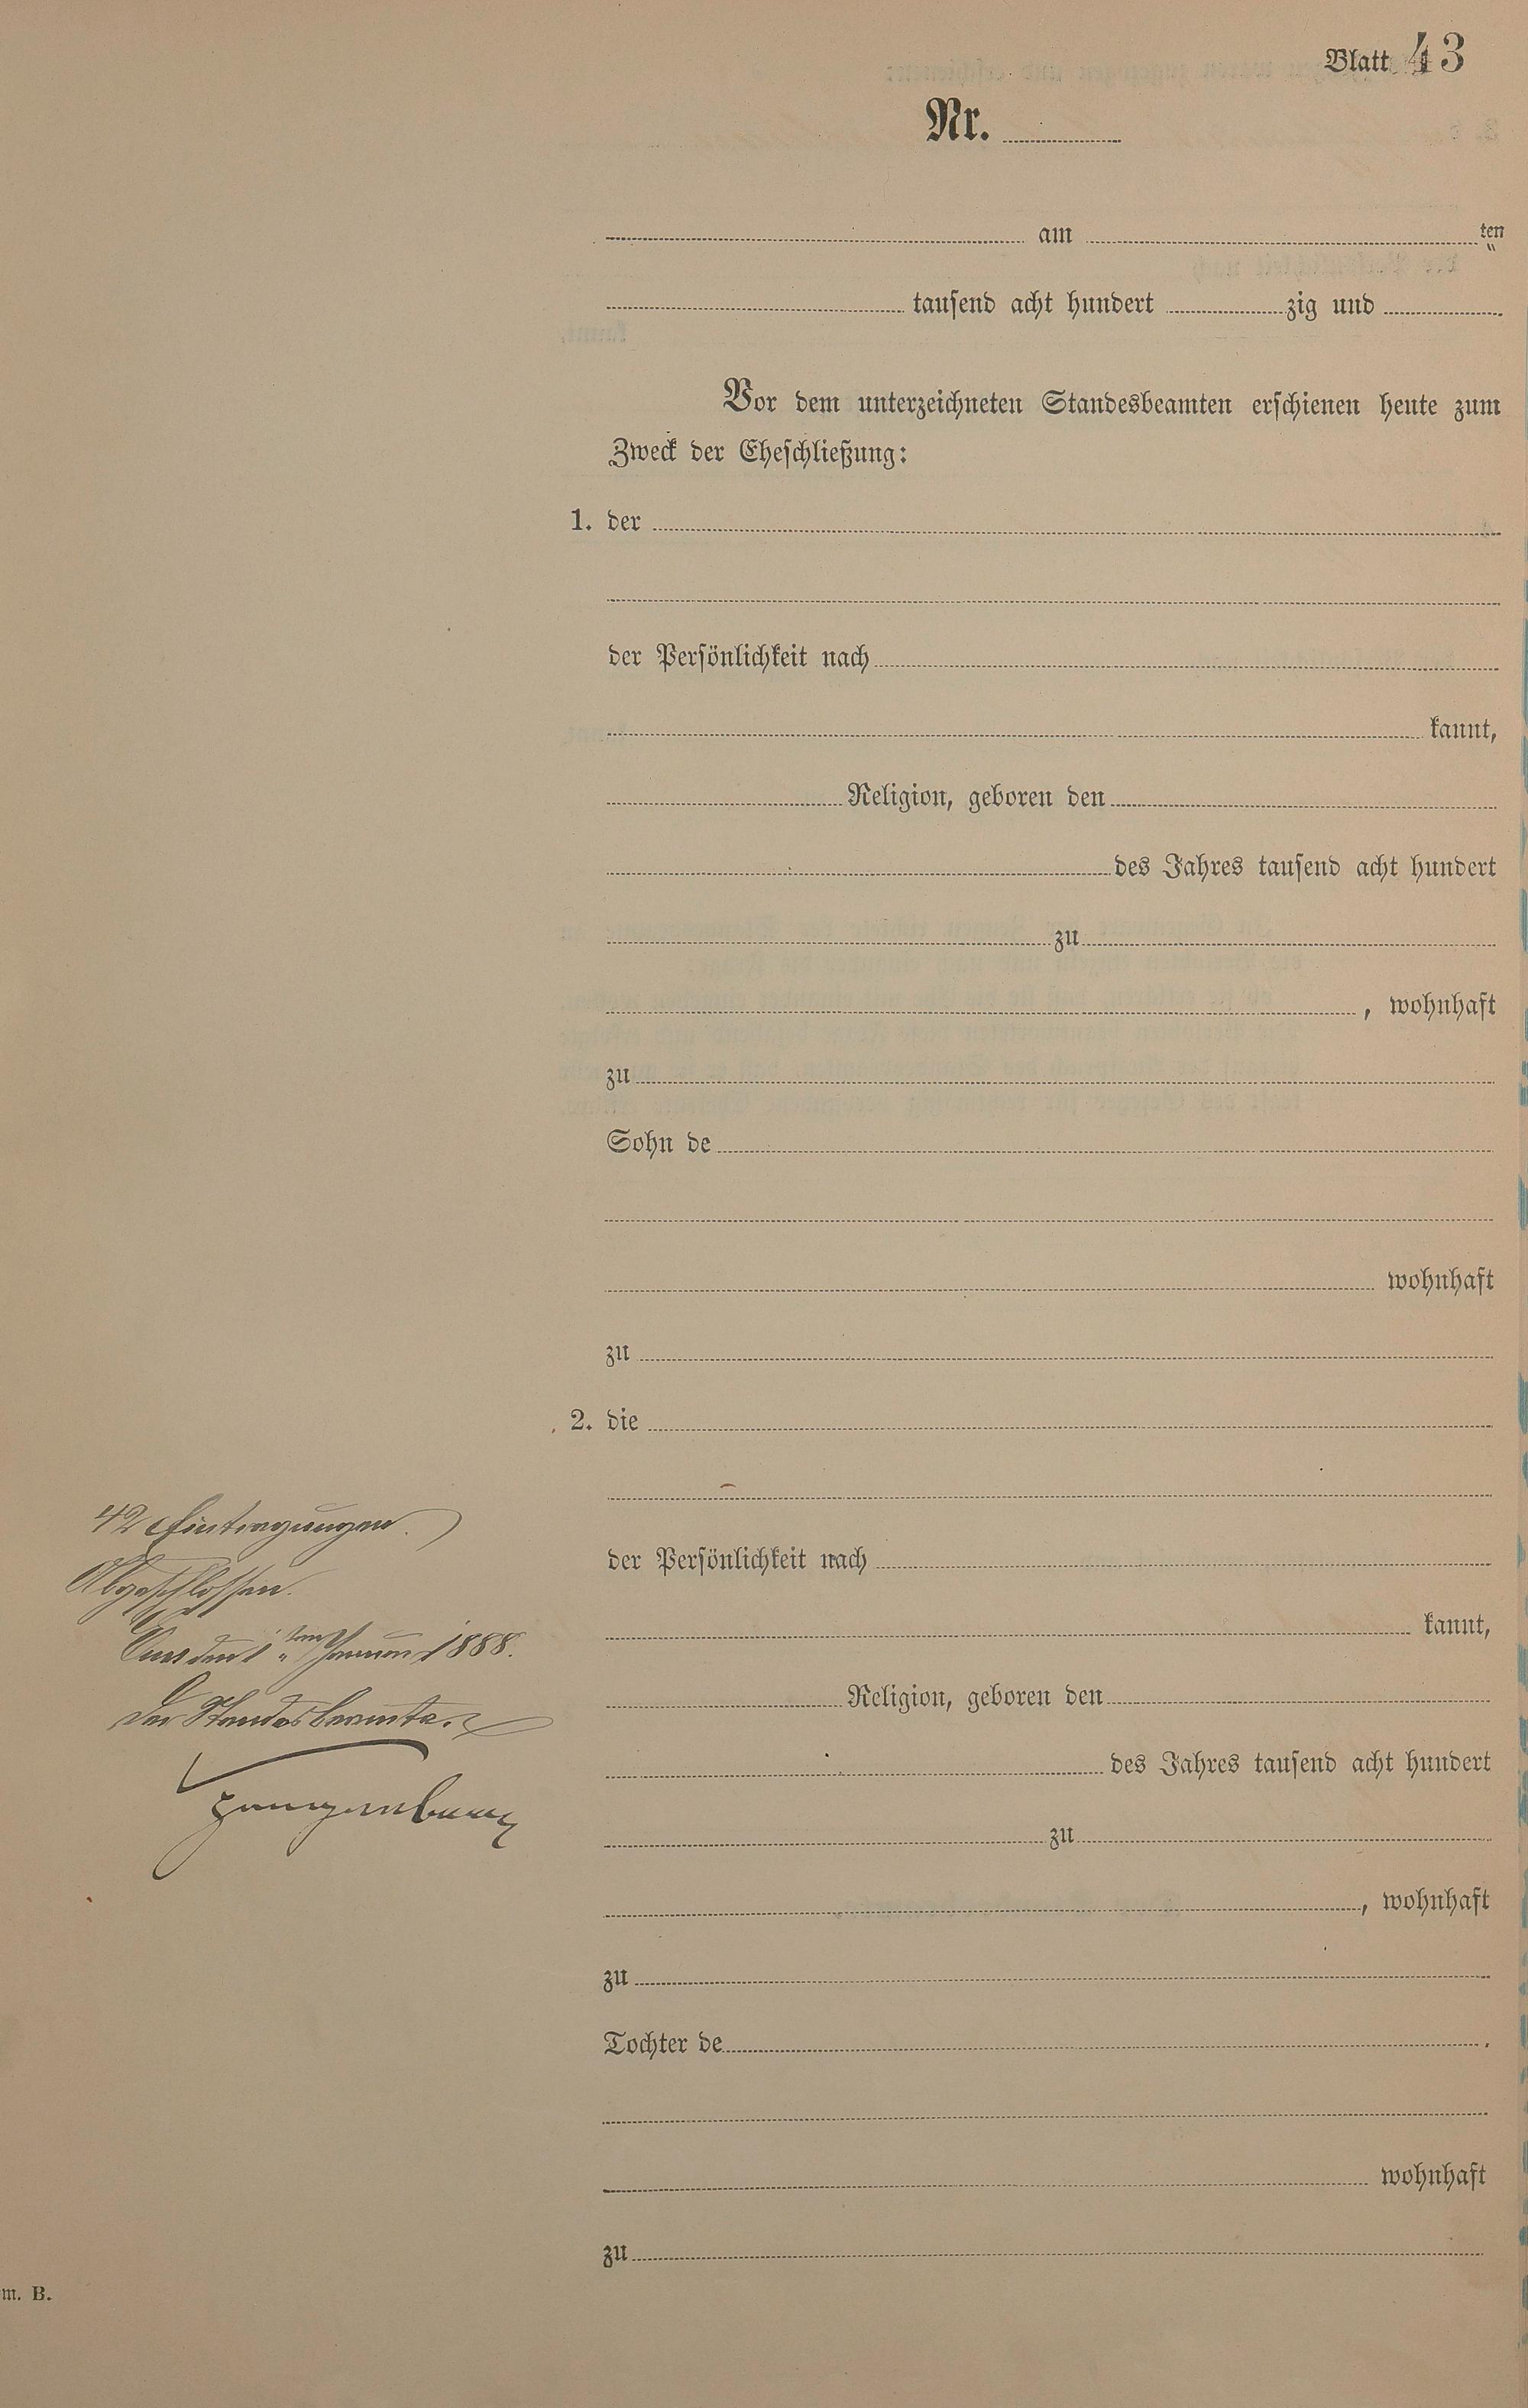 Blatt 43
Nr.
am ten
tausend acht hundert zig und
Vor dem unterzeichneten Standesbeamten erschienen heute zum
Zweck der Eheschließung:
1. der
der Persönlichkeit nach
kannt,
Religion, geboren den
des Jahres tausend acht hundert
zu
, wohnhaft
zu
Sohn de
wohnhaft
zu
2. die
der Persönlichkeit nach
kannt,
Religion, geboren den
des Jahres tausend acht hundert
zu
, wohnhaft
zu
Tochter de
wohnhaft
zu
42 Eintragungen.
Abgeschlossen.
den 1ten Januar 1888.
Der Standesbeamte.
m. B.